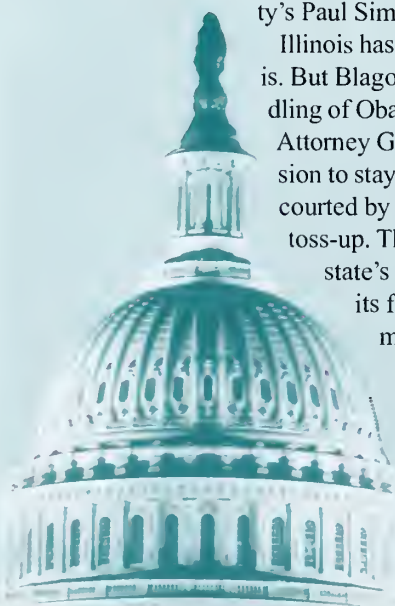 ty's Paul Sim
Illinois has
is. But Blago
dling of Oba
Attorney G
sion to stay
courted by
toss-up. Th
state's
its f
m